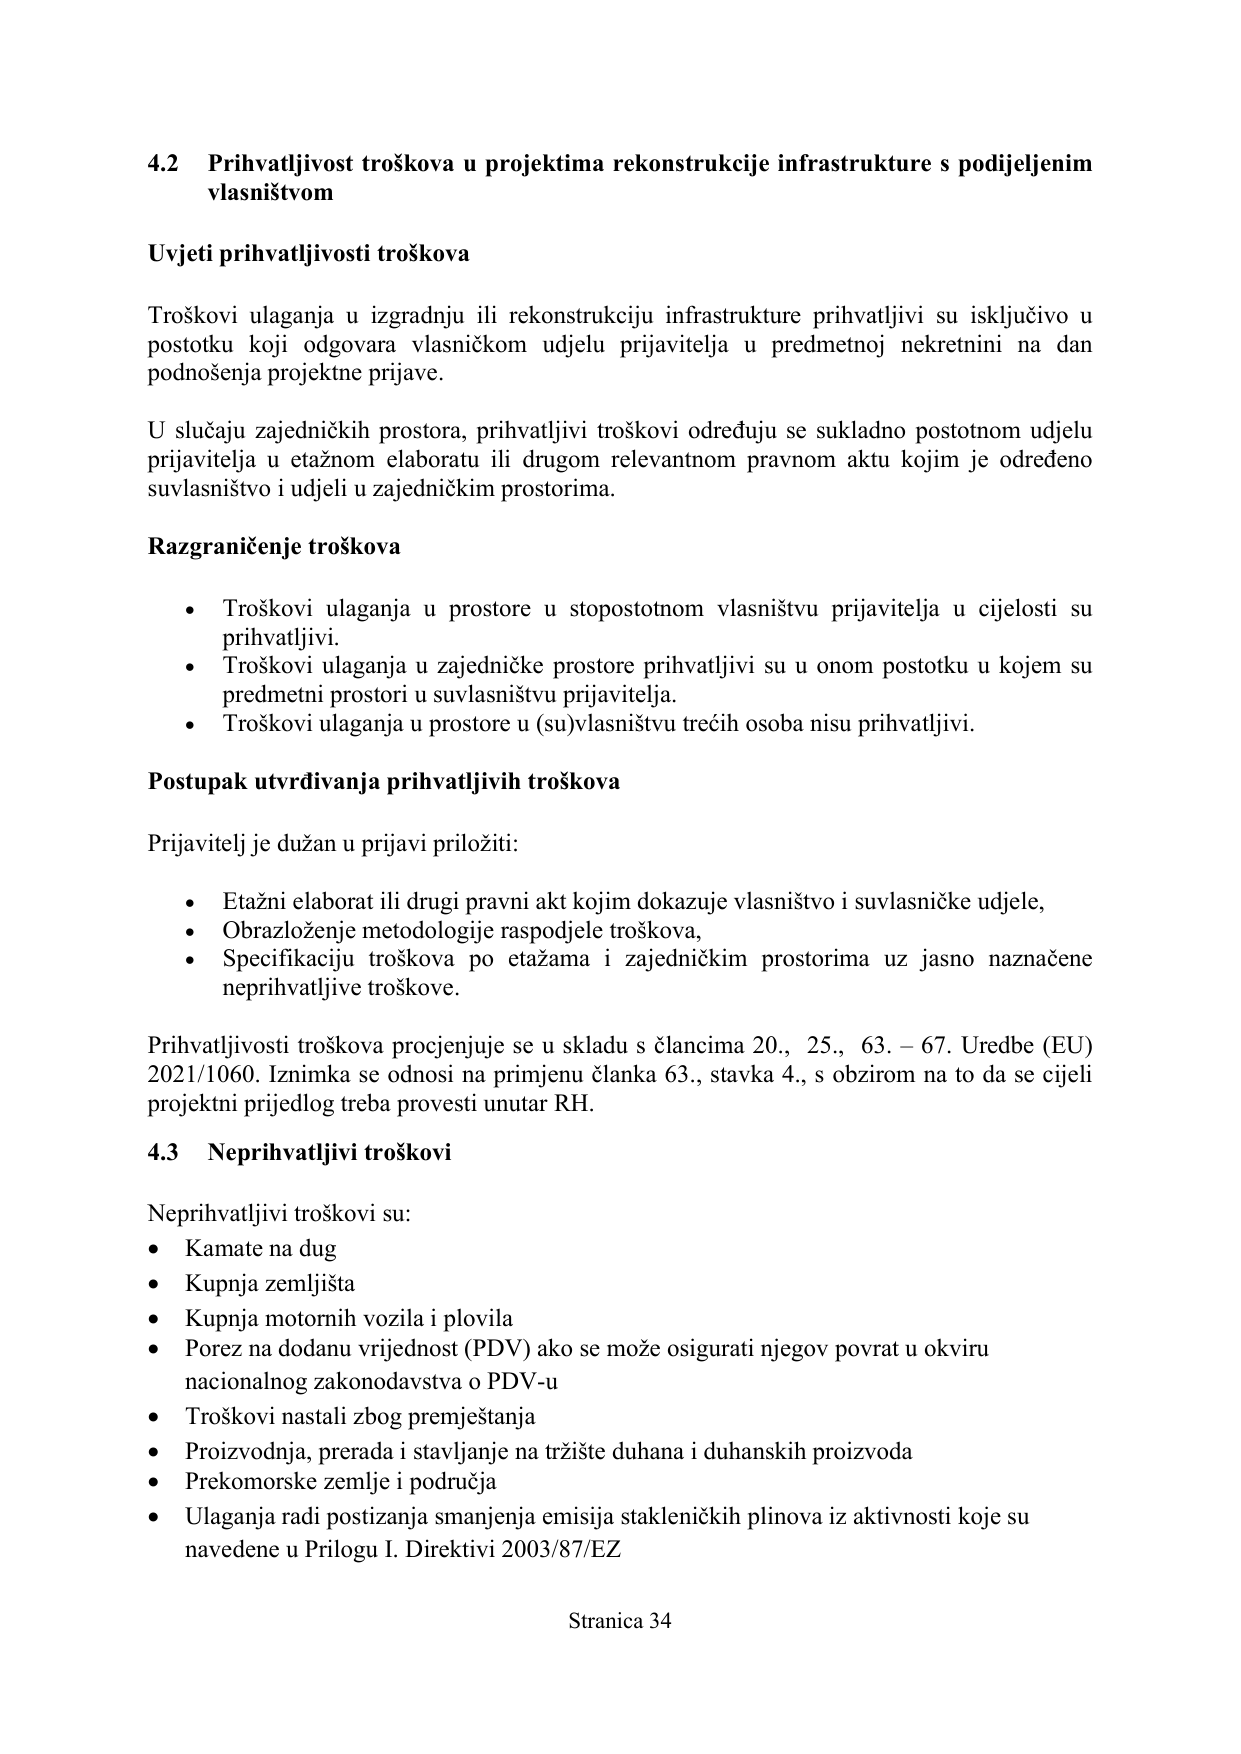 4.2 Prihvatljivost troškova u projektima rekonstrukcije infrastrukture s podijeljenim
vlasništvom
Uvjeti prihvatljivosti troškova
Troškovi ulaganja u izgradnju ili rekonstrukciju infrastrukture prihvatljivi su isključivo u
postotku koji odgovara vlasničkom udjelu prijavitelja u predmetnoj nekretnini na dan
podnošenja projektne prijave.
U slučaju zajedničkih prostora, prihvatljivi troškovi određuju se sukladno postotnom udjelu
prijavitelja u etažnom elaboratu ili drugom relevantnom pravnom aktu kojim je određeno
suvlasništvo i udjeli u zajedničkim prostorima.
Razgraničenje troškova
• Troškovi ulaganja u prostore u stopostotnom vlasništvu prijavitelja u cijelosti su
prihvatljivi.
• Troškovi ulaganja u zajedničke prostore prihvatljivi su u onom postotku u kojem su
predmetni prostori u suvlasništvu prijavitelja.
• Troškovi ulaganja u prostore u (su)vlasništvu trećih osoba nisu prihvatljivi.
Postupak utvrđivanja prihvatljivih troškova
Prijavitelj je dužan u prijavi priložiti:
• Etažni elaborat ili drugi pravni akt kojim dokazuje vlasništvo i suvlasničke udjele,
• Obrazloženje metodologije raspodjele troškova,
• Specifikaciju troškova po etažama i zajedničkim prostorima uz jasno naznačene
neprihvatljive troškove.
Prihvatljivosti troškova procjenjuje se u skladu s člancima 20., 25., 63. – 67. Uredbe (EU)
2021/1060. Iznimka se odnosi na primjenu članka 63., stavka 4., s obzirom na to da se cijeli
projektni prijedlog treba provesti unutar RH.
4.3 Neprihvatljivi troškovi
Neprihvatljivi troškovi su:
• Kamate na dug
• Kupnja zemljišta
• Kupnja motornih vozila i plovila
• Porez na dodanu vrijednost (PDV) ako se može osigurati njegov povrat u okviru
nacionalnog zakonodavstva o PDV-u
• Troškovi nastali zbog premještanja
• Proizvodnja, prerada i stavljanje na tržište duhana i duhanskih proizvoda
• Prekomorske zemlje i područja
• Ulaganja radi postizanja smanjenja emisija stakleničkih plinova iz aktivnosti koje su
navedene u Prilogu I. Direktivi 2003/87/EZ
Stranica 34